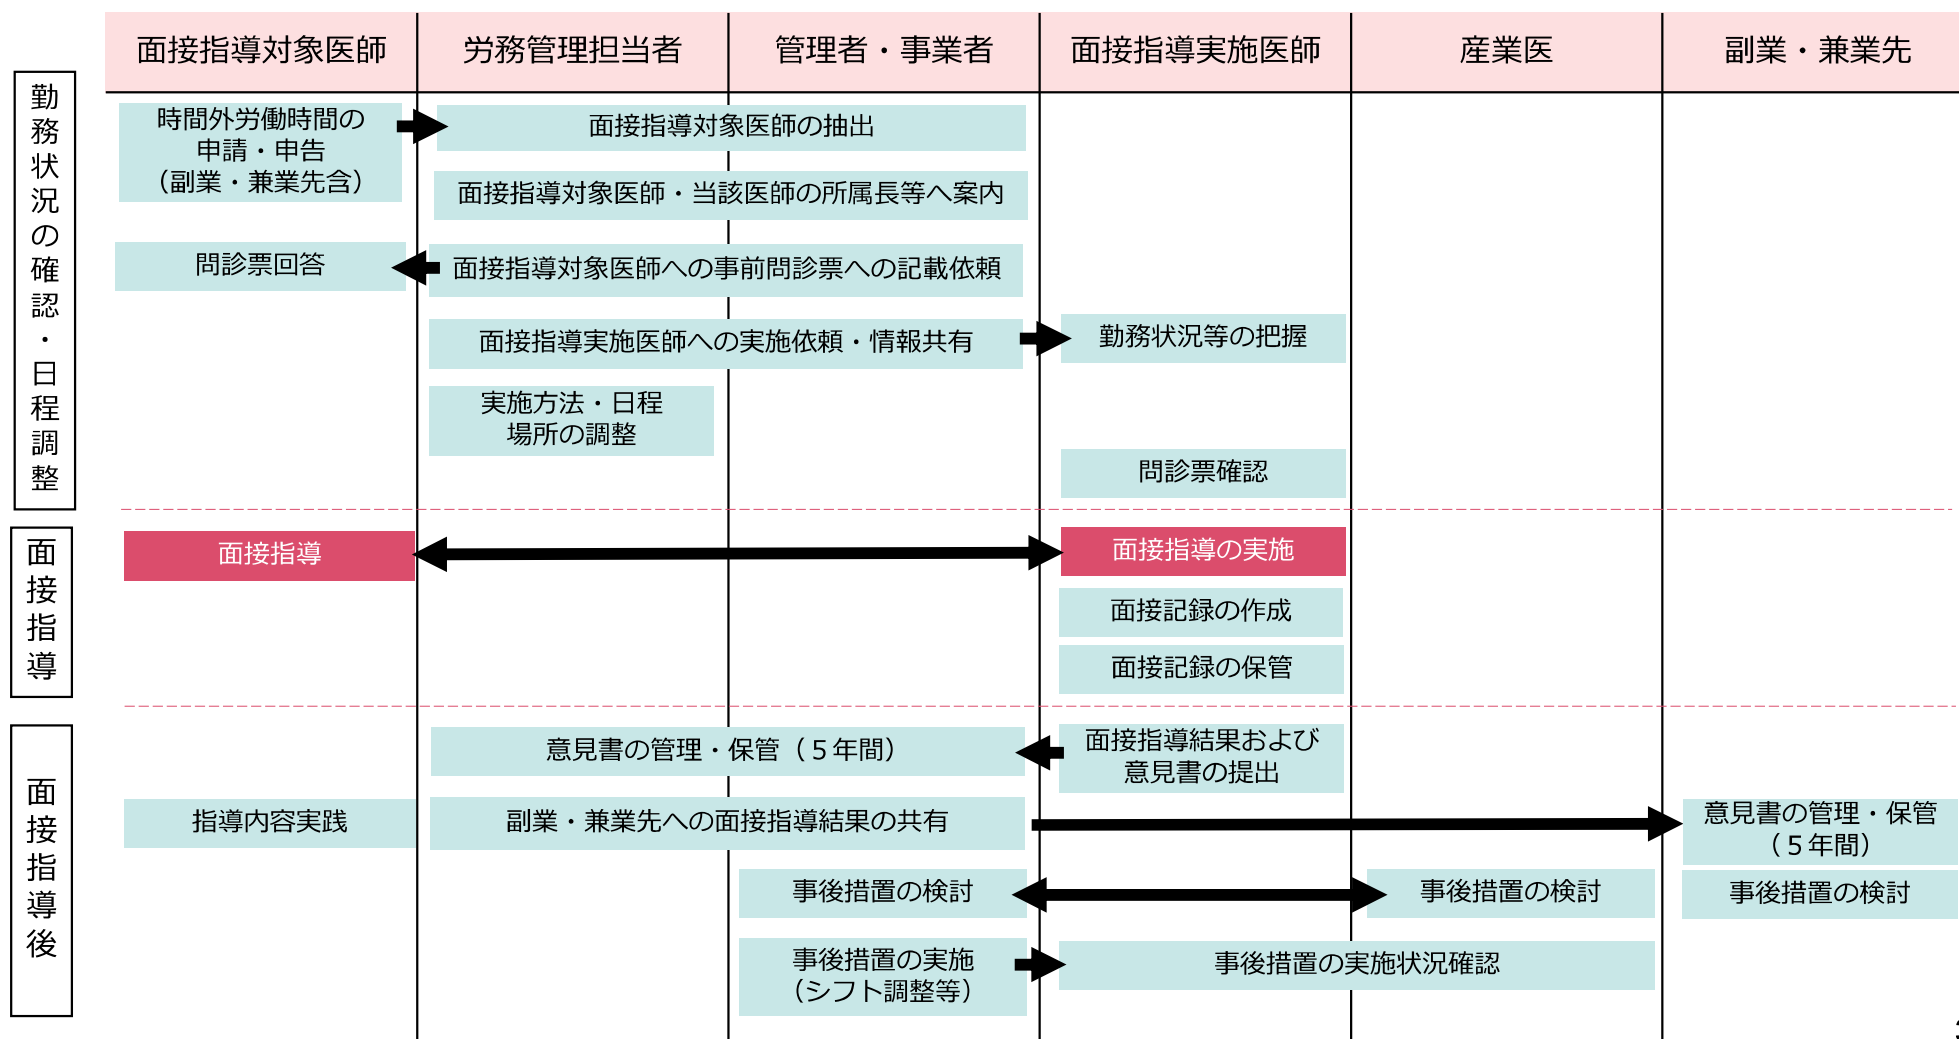 面接指導対象医師
労務管理担当者
管理者・事業者
面接指導実施医師
産業医
副業・兼業先
勤務状況の確認・日程調整
時間外労働時間の
申請・申告
（副業・兼業先含）
面接指導対象医師の抽出
面接指導対象医師・当該医師の所属長等へ案内
問診票回答
面接指導対象医師への事前問診票への記載依頼
面接指導実施医師への実施依頼・情報共有
勤務状況等の把握
実施方法・日程
場所の調整
問診票確認
面接指導
面接指導
面接指導の実施
面接記録の作成
面接記録の保管
面接指導後
意見書の管理・保管（５年間）
面接指導結果および
意見書の提出
指導内容実践
副業・兼業先への面接指導結果の共有
意見書の管理・保管
（５年間）
事後措置の検討
事後措置の検討
事後措置の検討
事後措置の実施
（シフト調整等）
事後措置の実施状況確認